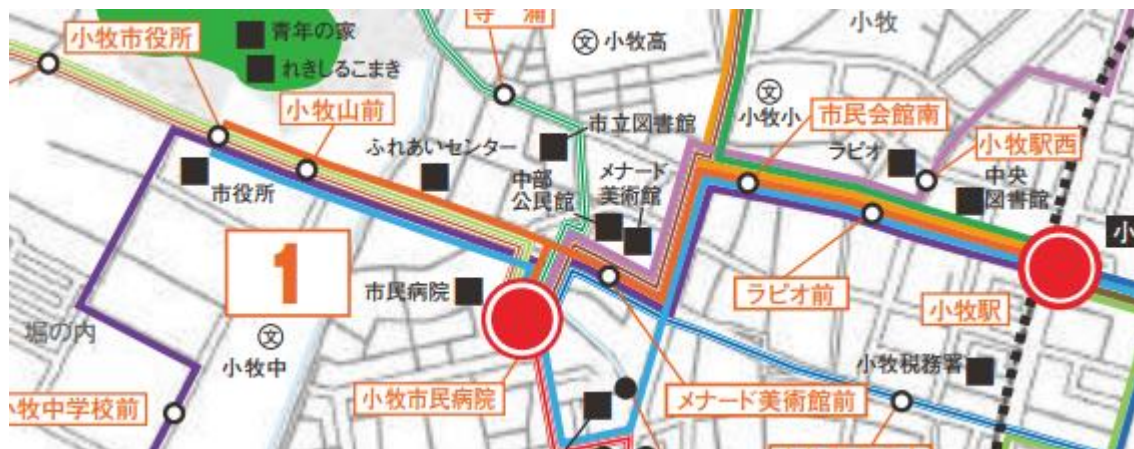 小牧市役所
青年の家
れきしるこまき
小牧山前
市役所
ふれあいセンター
文
小牧高
市立図書館
中部
公民館
メナード
美術館
小牧
文
小牧小
市民会館南
ラピオ
小牧駅西
中央
図書館
小
1
市民病院
ラピオ前
小牧駅
堀の内
文
小牧中
小牧税務署
牧中学校前
小牧市民病院
メナード美術館前